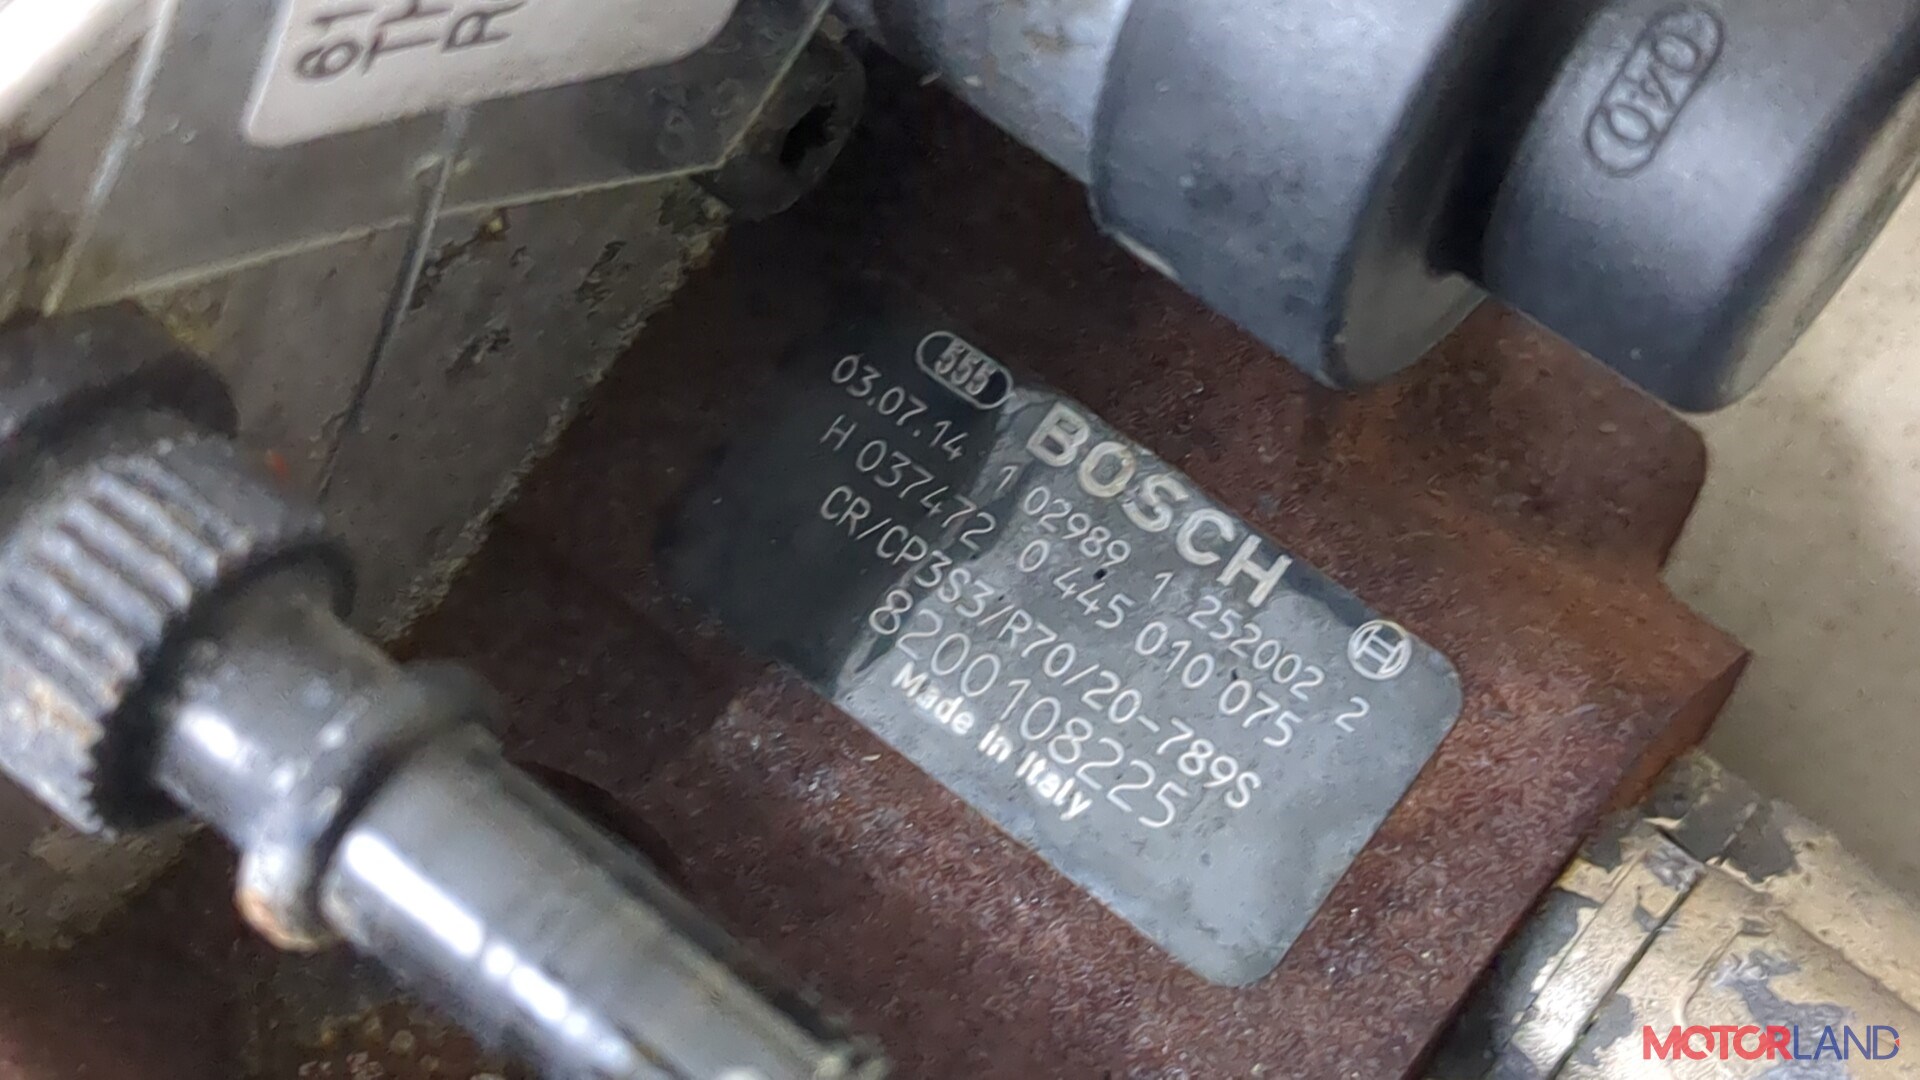 61
040
555
BOSCH
03.07.14 1 02989 1 252002 2
H 037472 0 445 010 075
CR/CP3S3/R70/20-789S
8200108225
Made in Italy
MOTORLAND